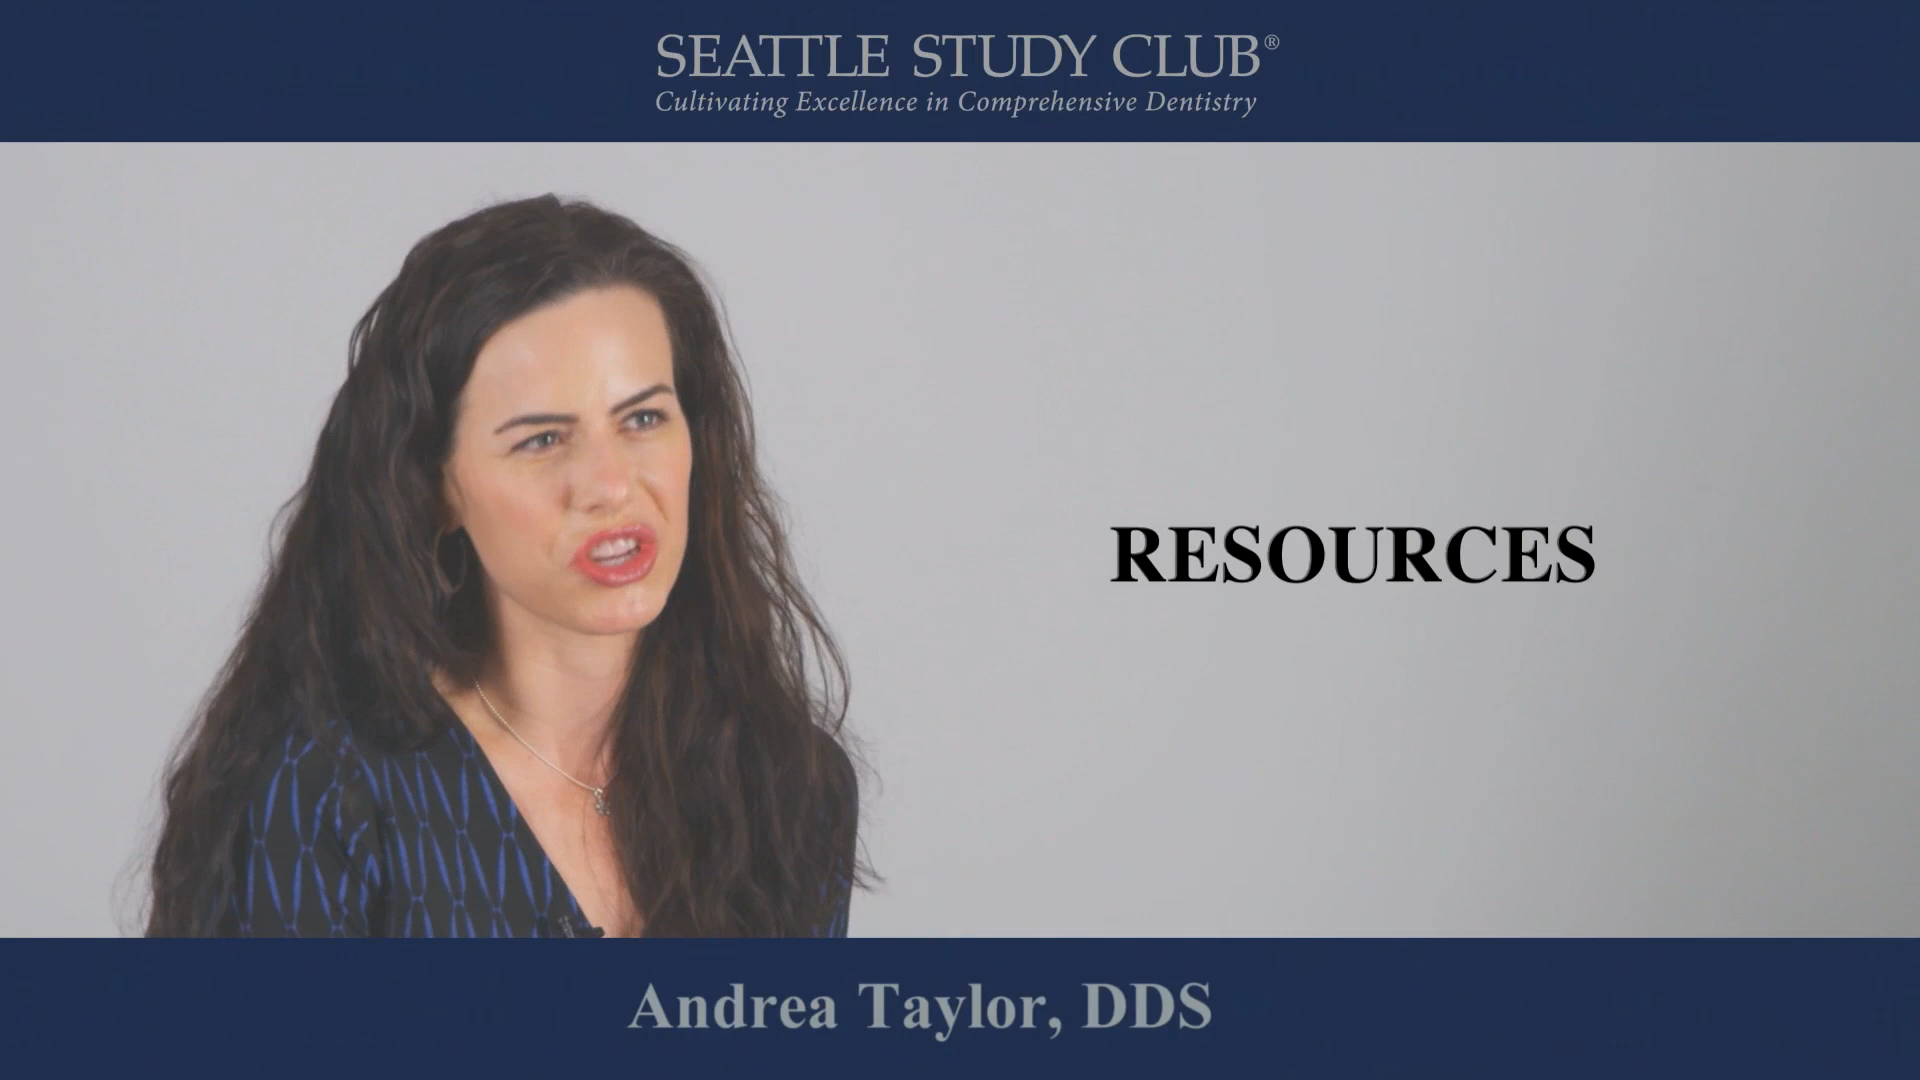 SEATTLE STUDY CLUB®
Cultivating Excellence in Comprehensive Dentistry
RESOURCES
Andrea Taylor, DDS